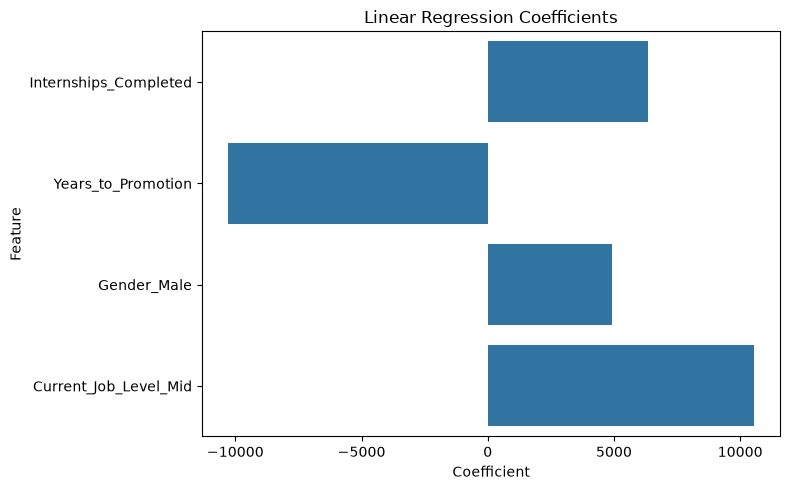 Linear Regression Coefficients
Internships_Completed
Years_to_Promotion
Gender_Male
Current_Job_Level_Mid
Feature
−10000 −5000 0 5000 10000
Coefficient